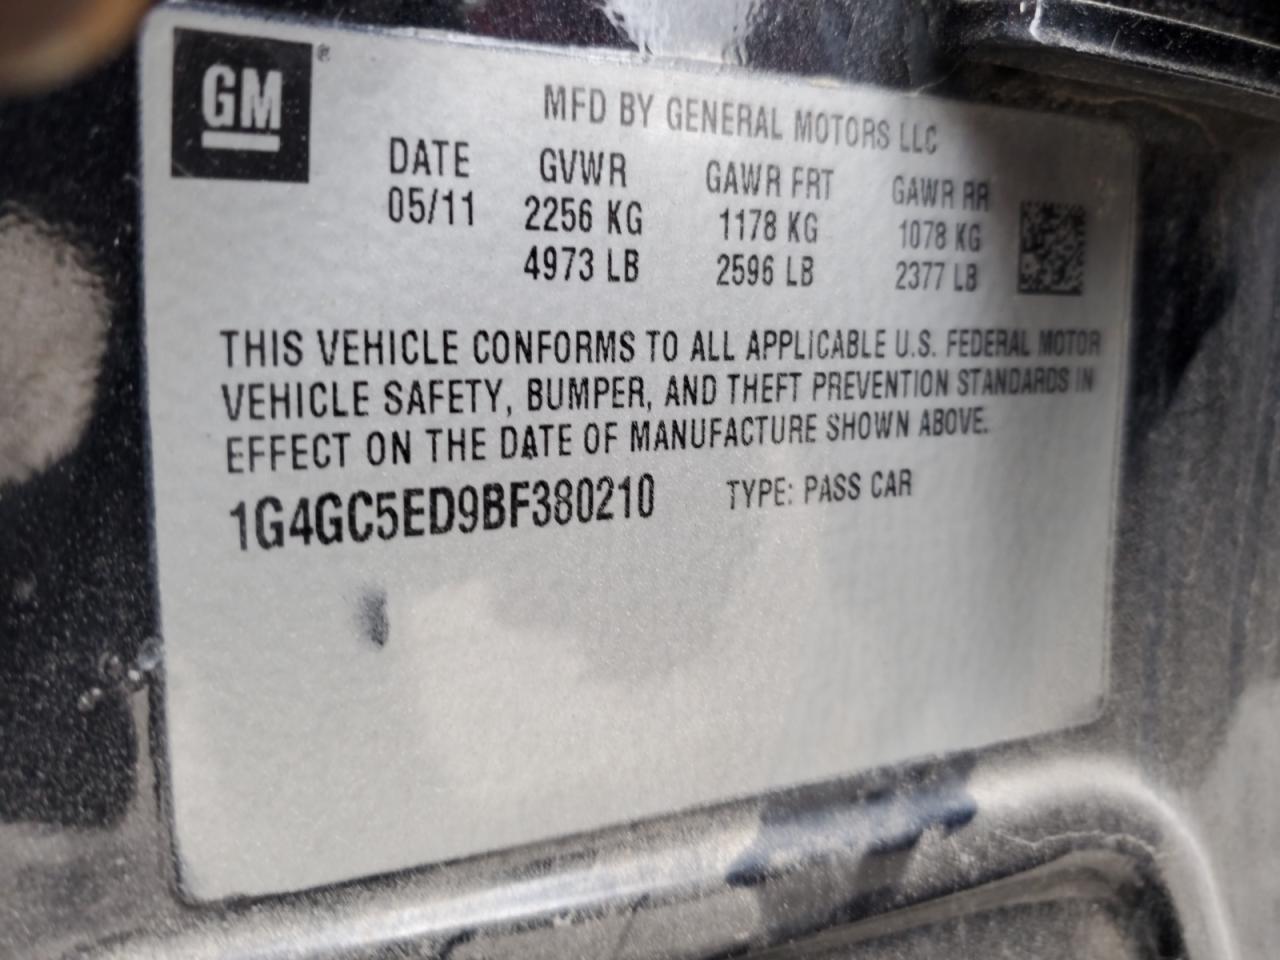 GM®
MFD BY GENERAL MOTORS LLC
DATE GVWR GAWR FRT GAWR RR
05/11 2256 KG 1178 KG 1078 KG
4973 LB 2596 LB 2377 LB
THIS VEHICLE CONFORMS TO ALL APPLICABLE U.S. FEDERAL MOTOR
VEHICLE SAFETY, BUMPER, AND THEFT PREVENTION STANDARDS IN
EFFECT ON THE DATE OF MANUFACTURE SHOWN ABOVE.
1G4GC5ED9BF380210 TYPE: PASS CAR